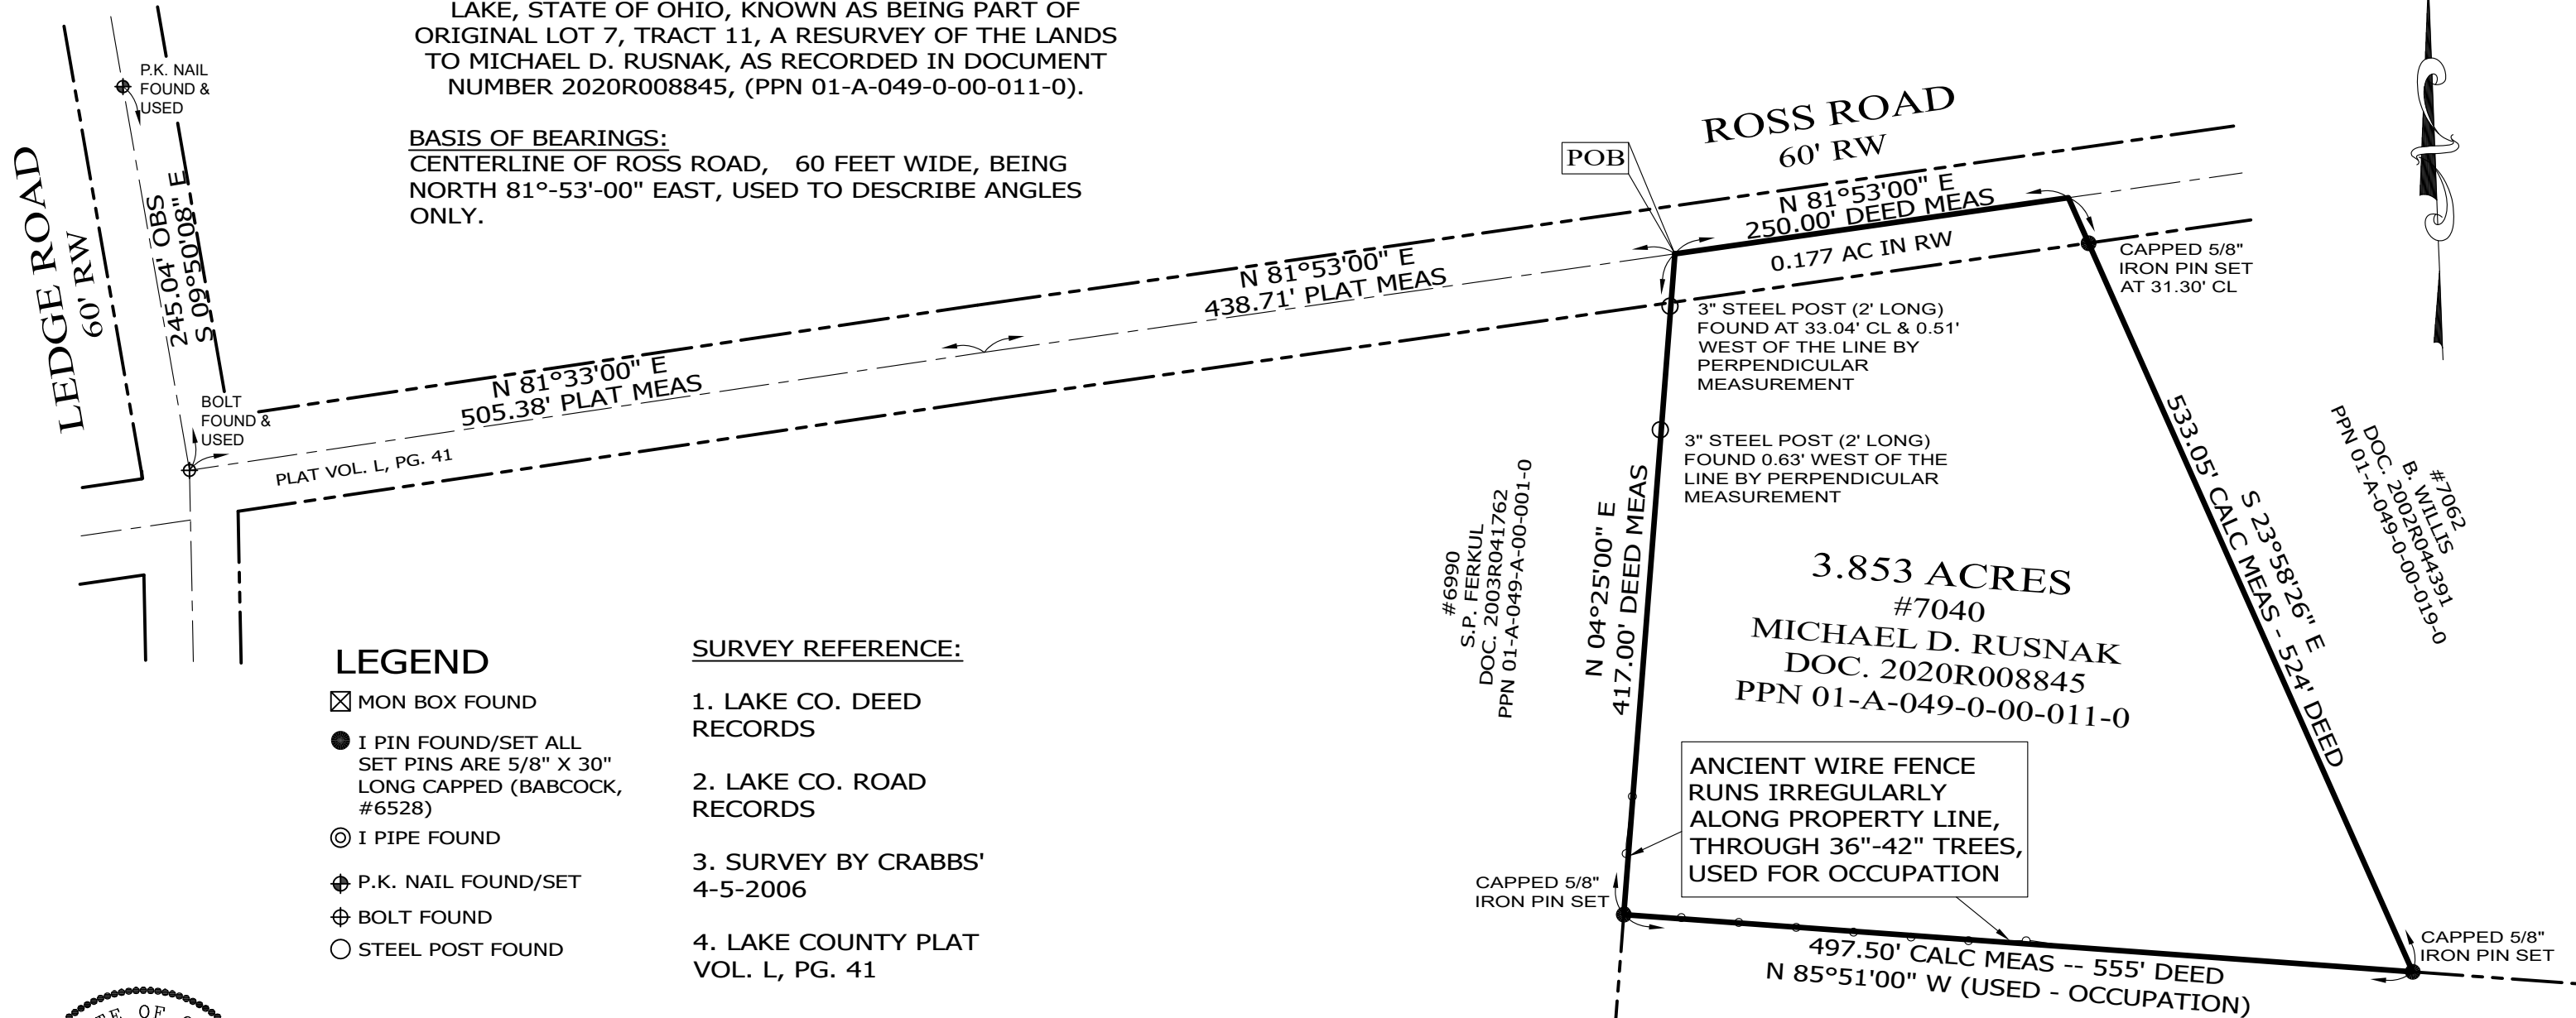 LAKE, STATE OF OHIO, KNOWN AS BEING PART OF
ORIGINAL LOT 7, TRACT 11, A RESURVEY OF THE LANDS
TO MICHAEL D. RUSNAK, AS RECORDED IN DOCUMENT
NUMBER 2020R008845, (PPN 01-A-049-0-00-011-0).
BASIS OF BEARINGS:
CENTERLINE OF ROSS ROAD, 60 FEET WIDE, BEING
NORTH 81°-53'-00" EAST, USED TO DESCRIBE ANGLES
ONLY.
P.K. NAIL
FOUND &
USED
LEDGE ROAD
60' RW
245.04' OBS
S 09°50'08" E
BOLT
FOUND &
USED
N 81°33'00" E
505.38' PLAT MEAS
PLAT VOL. L, PG. 41
N 81°53'00" E
438.71' PLAT MEAS
POB
ROSS ROAD
60' RW
N 81°53'00" E
250.00' DEED MEAS
0.177 AC IN RW
CAPPED 5/8"
IRON PIN SET
AT 31.30' CL
3" STEEL POST (2' LONG)
FOUND AT 33.04' CL & 0.51'
WEST OF THE LINE BY
PERPENDICULAR
MEASUREMENT
3" STEEL POST (2' LONG)
FOUND 0.63' WEST OF THE
LINE BY PERPENDICULAR
MEASUREMENT
#6990
S.P. FERKUL
DOC. 2003R041762
PPN 01-A-049-A-00-001-0
N 04°25'00" E
417.00' DEED MEAS
3.853 ACRES
#7040
MICHAEL D. RUSNAK
DOC. 2020R008845
PPN 01-A-049-0-00-011-0
S 23°58'26" E
533.05' CALC MEAS - 524' DEED
#7062
B. WILLIS
DOC. 2002R044391
PPN 01-A-049-0-00-019-0
ANCIENT WIRE FENCE
RUNS IRREGULARLY
ALONG PROPERTY LINE,
THROUGH 36"-42" TREES,
USED FOR OCCUPATION
CAPPED 5/8"
IRON PIN SET
497.50' CALC MEAS -- 555' DEED
N 85°51'00" W (USED - OCCUPATION)
CAPPED 5/8"
IRON PIN SET
LEGEND
MON BOX FOUND
I PIN FOUND/SET ALL
SET PINS ARE 5/8" X 30"
LONG CAPPED (BABCOCK,
#6528)
I PIPE FOUND
P.K. NAIL FOUND/SET
BOLT FOUND
STEEL POST FOUND
SURVEY REFERENCE:
1. LAKE CO. DEED
RECORDS
2. LAKE CO. ROAD
RECORDS
3. SURVEY BY CRABBS'
4-5-2006
4. LAKE COUNTY PLAT
VOL. L, PG. 41
OF